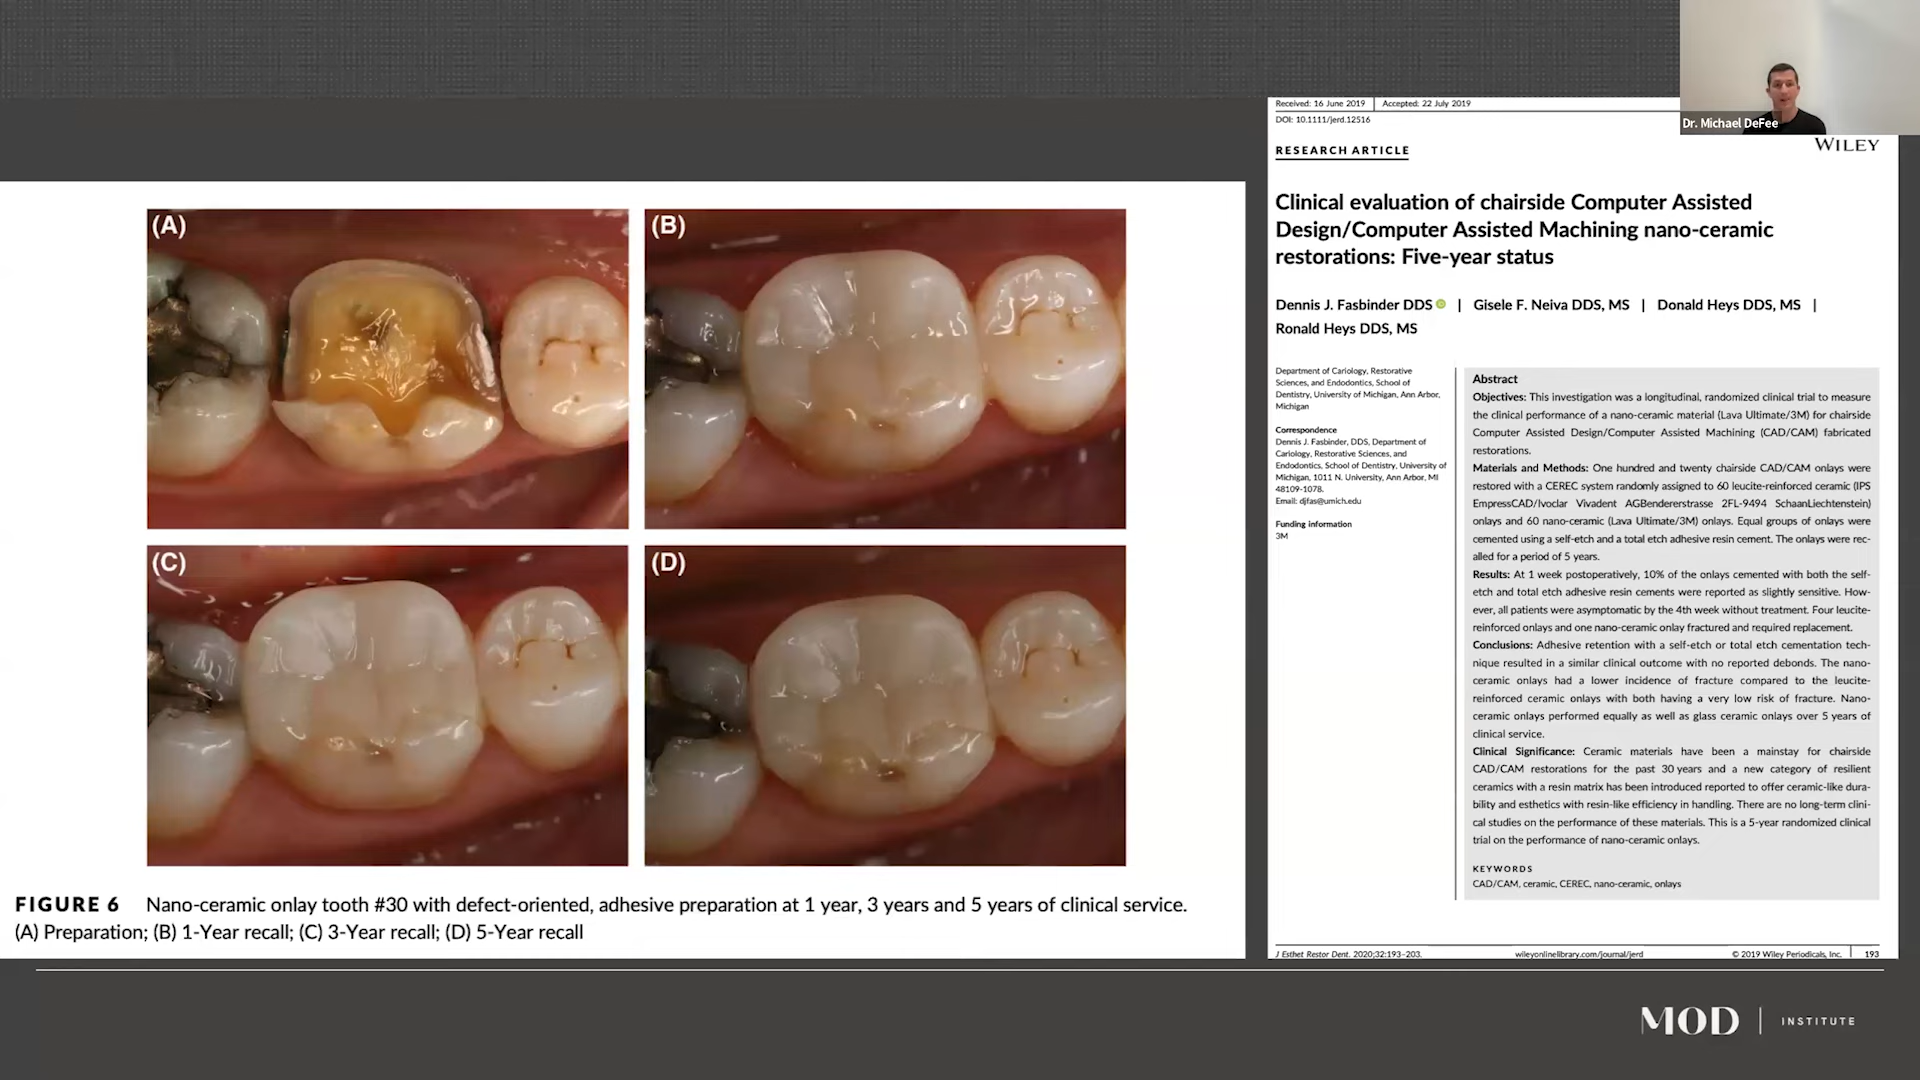 Dr. Michael DeFee
(A)
(B)
(C)
(D)
FIGURE 6 Nano-ceramic onlay tooth #30 with defect-oriented, adhesive preparation at 1 year, 3 years and 5 years of clinical service.
(A) Preparation; (B) 1-Year recall; (C) 3-Year recall; (D) 5-Year recall
Received: 16 June 2019 | Accepted: 22 July 2019
DOI: 10.1111/jerd.12516
RESEARCH ARTICLE
WILEY
Clinical evaluation of chairside Computer Assisted
Design/Computer Assisted Machining nano-ceramic
restorations: Five-year status
Dennis J. Fasbinder DDS | Gisele F. Neiva DDS, MS | Donald Heys DDS, MS |
Ronald Heys DDS, MS
Department of Cariology, Restorative
Sciences, and Endodontics, School of
Dentistry, University of Michigan, Ann Arbor,
Michigan
Correspondence
Dennis J. Fasbinder, DDS, Department of
Cariology, Restorative Sciences, and
Endodontics, School of Dentistry, University of
Michigan, 1011 N. University, Ann Arbor, MI
48109-1078.
Email: djfas@umich.edu
Funding information
3M
Abstract
Objectives: This investigation was a longitudinal, randomized clinical trial to measure
the clinical performance of a nano-ceramic material (Lava Ultimate/3M) for chairside
Computer Assisted Design/Computer Assisted Machining (CAD/CAM) fabricated
restorations.
Materials and Methods: One hundred and twenty chairside CAD/CAM onlays were
restored with a CEREC system randomly assigned to 60 leucite-reinforced ceramic (IPS
EmpressCAD/Ivoclar Vivadent AGBendererstrasse 2FL-9494 SchaanLiechtenstein)
onlays and 60 nano-ceramic (Lava Ultimate/3M) onlays. Equal groups of onlays were
cemented using a self-etch and a total etch adhesive resin cement. The onlays were rec-
alled for a period of 5 years.
Results: At 1 week postoperatively, 10% of the onlays cemented with both the self-
etch and total etch adhesive resin cements were reported as slightly sensitive. How-
ever, all patients were asymptomatic by the 4th week without treatment. Four leucite-
reinforced onlays and one nano-ceramic onlay fractured and required replacement.
Conclusions: Adhesive retention with a self-etch or total etch cementation tech-
nique resulted in a similar clinical outcome with no reported debonds. The nano-
ceramic onlays had a lower incidence of fracture compared to the leucite-
reinforced ceramic onlays with both having a very low risk of fracture. Nano-
ceramic onlays performed equally as well as glass ceramic onlays over 5 years of
clinical service.
Clinical Significance: Ceramic materials have been a mainstay for chairside
CAD/CAM restorations for the past 30 years and a new category of resilient
ceramics with a resin matrix has been introduced reported to offer ceramic-like dura-
bility and esthetics with resin-like efficiency in handling. There are no long-term clini-
cal studies on the performance of these materials. This is a 5-year randomized clinical
trial on the performance of nano-ceramic onlays.
KEYWORDS
CAD/CAM, ceramic, CEREC, nano-ceramic, onlays
J Esthet Restor Dent. 2020;32:193–203. wileyonlinelibrary.com/journal/jerd © 2019 Wiley Periodicals, Inc. | 193
MOD | INSTITUTE